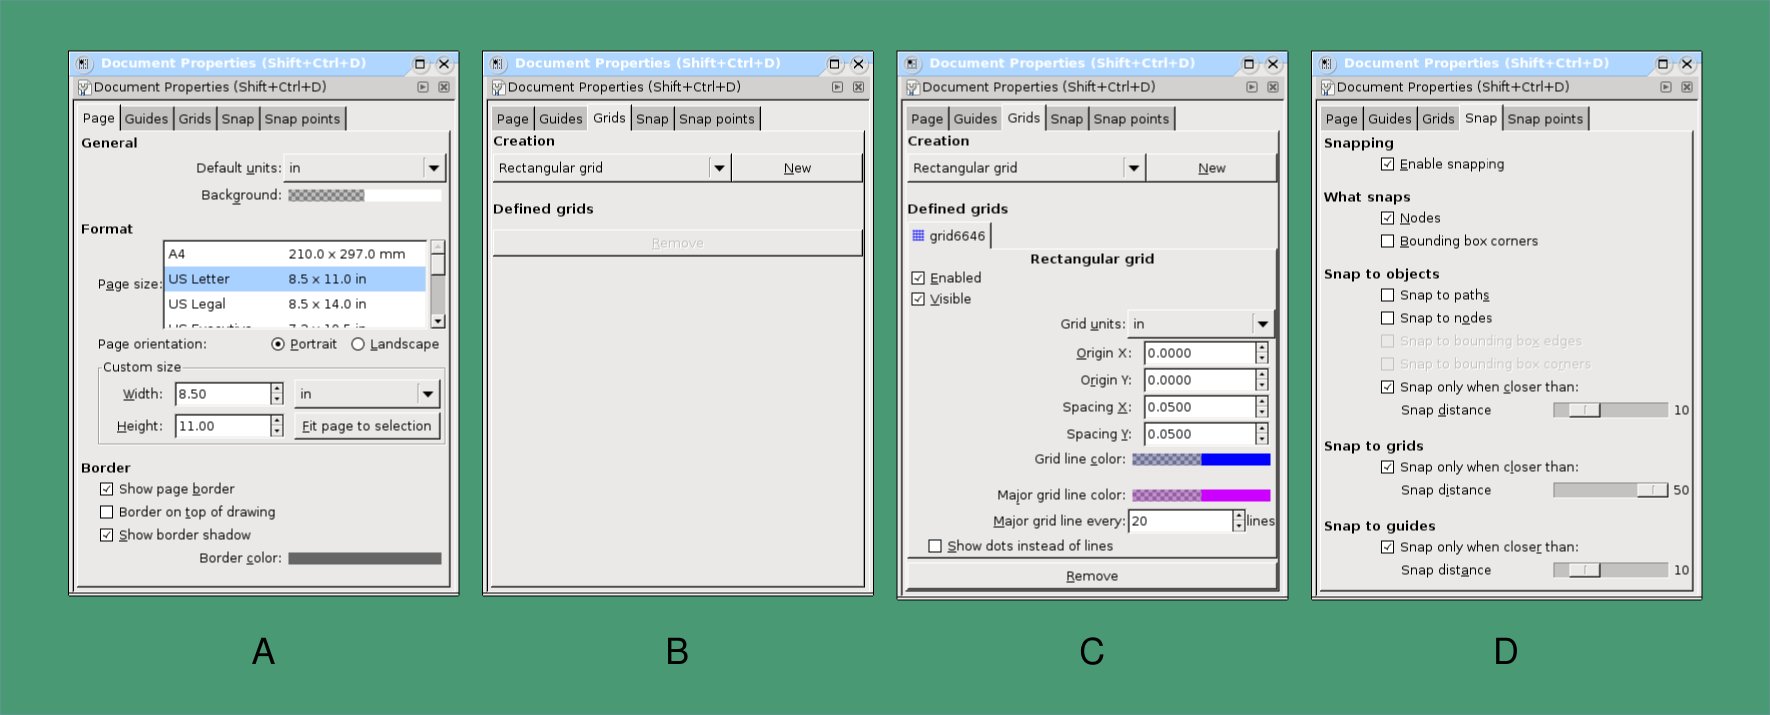 Document Properties (Shift+Ctrl+D)
Document Properties (Shift+Ctrl+D)
Page Guides Grids Snap Snap points
General
Default units: in
Background:
Format
Page size:
A4 210.0 x 297.0 mm
US Letter 8.5 x 11.0 in
US Legal 8.5 x 14.0 in
Page orientation: Portrait Landscape
Custom size
Width: 8.50 in
Height: 11.00 Fit page to selection
Border
Show page border
Border on top of drawing
Show border shadow
Border color:
A
Document Properties (Shift+Ctrl+D)
Document Properties (Shift+Ctrl+D)
Page Guides Grids Snap Snap points
Creation
Rectangular grid New
Defined grids
Remove
B
Document Properties (Shift+Ctrl+D)
Document Properties (Shift+Ctrl+D)
Page Guides Grids Snap Snap points
Creation
Rectangular grid New
Defined grids
grid6646
Rectangular grid
Enabled
Visible
Grid units: in
Origin X: 0.0000
Origin Y: 0.0000
Spacing X: 0.0500
Spacing Y: 0.0500
Grid line color:
Major grid line color:
Major grid line every: 20 lines
Show dots instead of lines
Remove
C
Document Properties (Shift+Ctrl+D)
Document Properties (Shift+Ctrl+D)
Page Guides Grids Snap Snap points
Snapping
Enable snapping
What snaps
Nodes
Bounding box corners
Snap to objects
Snap to paths
Snap to nodes
Snap to bounding box edges
Snap to bounding box corners
Snap only when closer than:
Snap distance 10
Snap to grids
Snap only when closer than:
Snap distance 50
Snap to guides
Snap only when closer than:
Snap distance 10
D